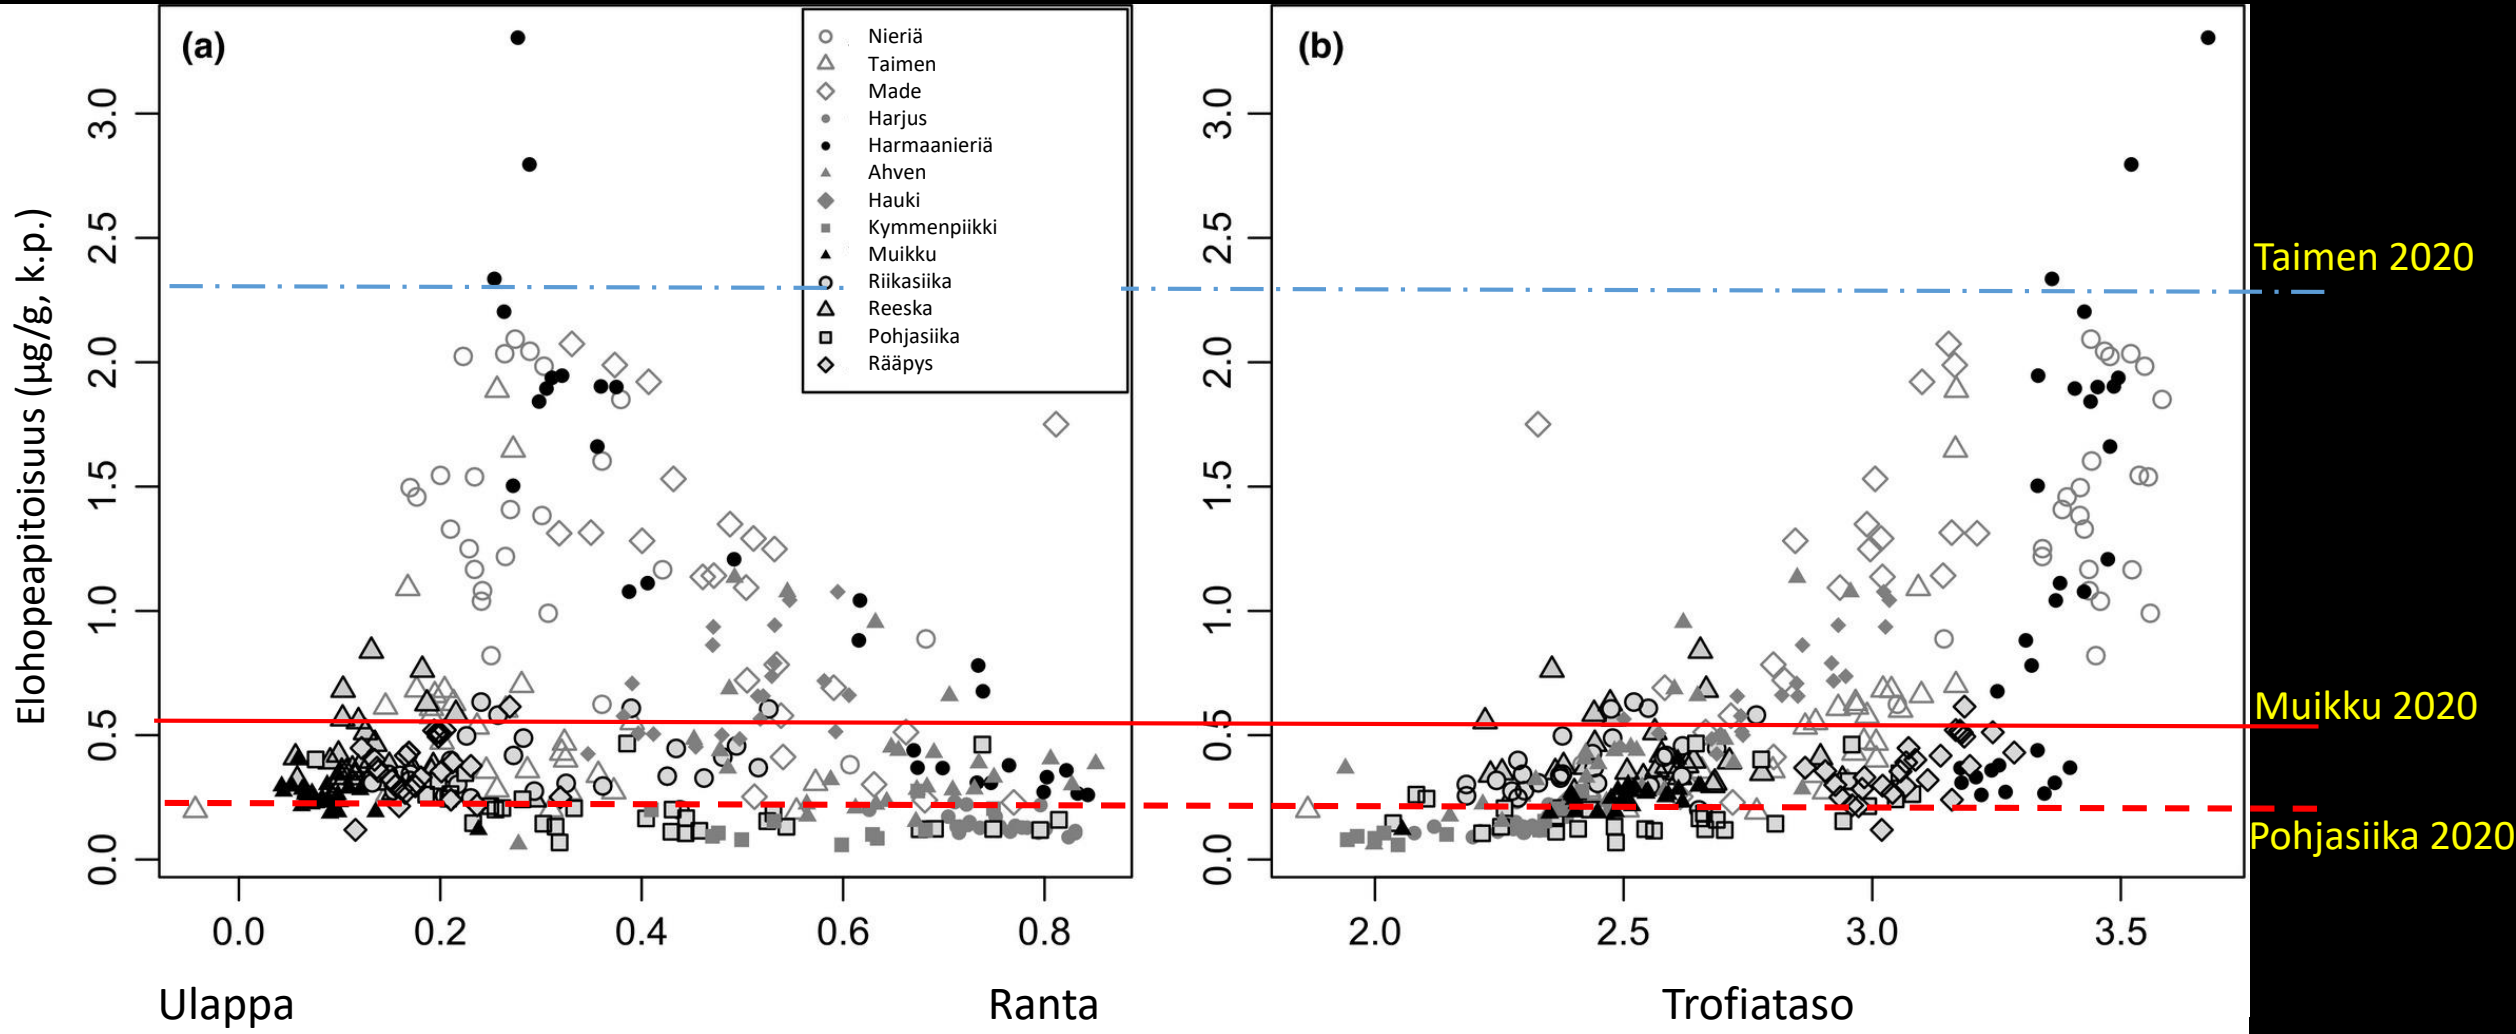 (a)
Nieriä
Taimen
Made
Harjus
Harmaanieriä
Ahven
Hauki
Kymmenpiikki
Muikku
Riikasiika
Reeska
Pohjasiika
Rääpys
Elohopeapitoisuus (µg/g, k.p.)
3.0
2.5
2.0
1.5
1.0
0.5
0.0
0.0 0.2 0.4 0.6 0.8
Ulappa Ranta
(b)
3.0
2.5
2.0
1.5
1.0
0.5
0.0
2.0 2.5 3.0 3.5
Trofiataso
Taimen 2020
Muikku 2020
Pohjasiika 2020